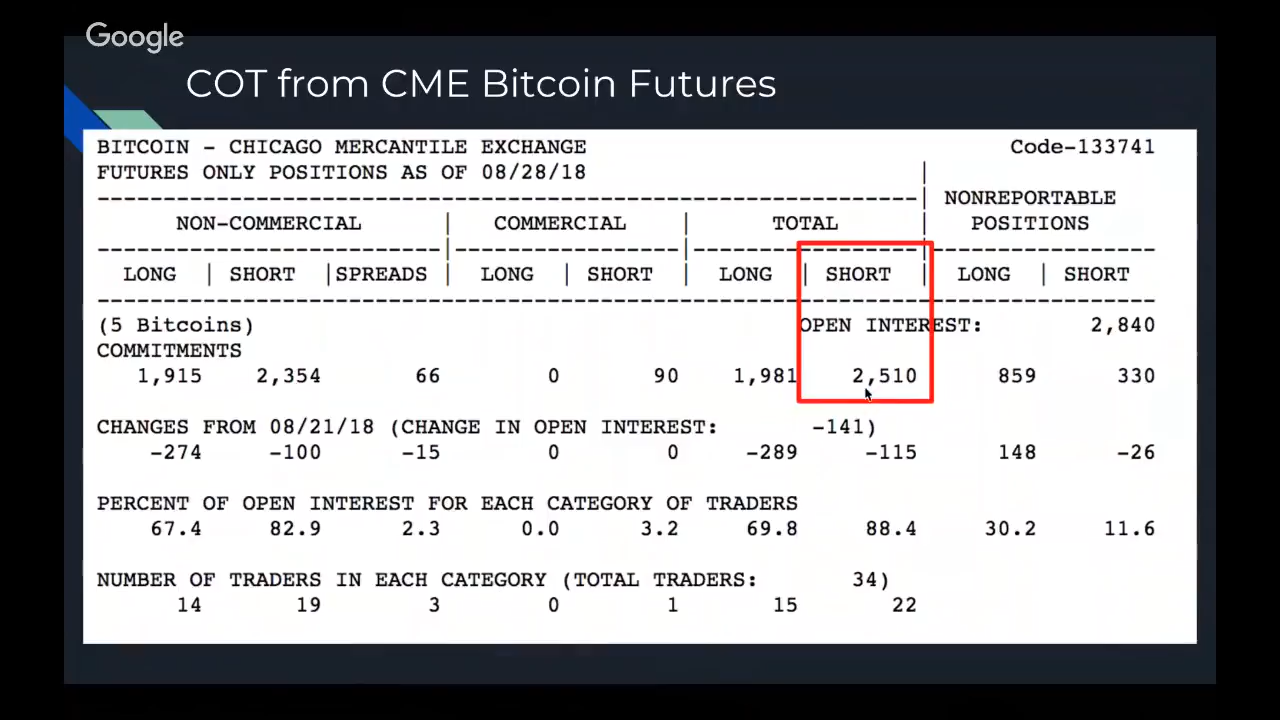 Google
COT from CME Bitcoin Futures
BITCOIN - CHICAGO MERCANTILE EXCHANGE Code-133741
FUTURES ONLY POSITIONS AS OF 08/28/18 |
--------------------------------------------------------------| NONREPORTABLE
NON-COMMERCIAL | COMMERCIAL | TOTAL | POSITIONS
--------------------------|-----------------|-----------------|-----------------
LONG | SHORT |SPREADS | LONG | SHORT | LONG | SHORT | LONG | SHORT
--------------------------------------------------------------------------------
(5 Bitcoins) OPEN INTEREST: 2,840
COMMITMENTS
1,915 2,354 66 0 90 1,981 2,510 859 330
CHANGES FROM 08/21/18 (CHANGE IN OPEN INTEREST: -141)
-274 -100 -15 0 0 -289 -115 148 -26
PERCENT OF OPEN INTEREST FOR EACH CATEGORY OF TRADERS
67.4 82.9 2.3 0.0 3.2 69.8 88.4 30.2 11.6
NUMBER OF TRADERS IN EACH CATEGORY (TOTAL TRADERS: 34)
14 19 3 0 1 15 22